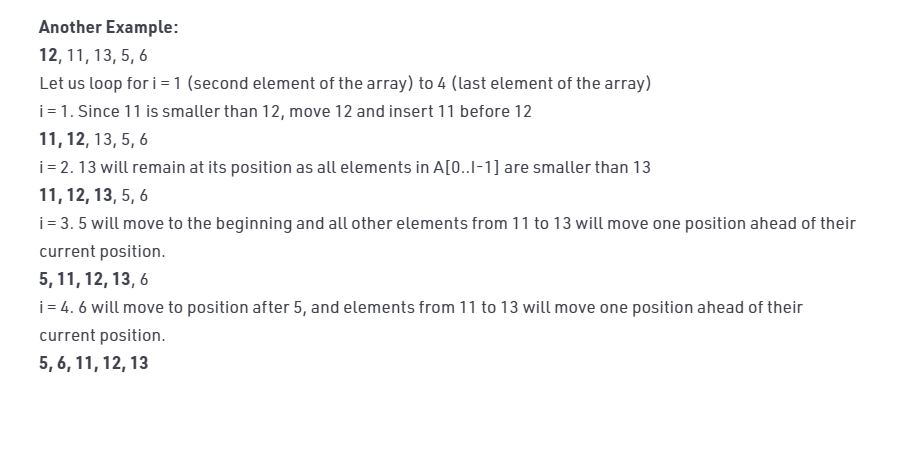 Another Example:
12, 11, 13, 5, 6
Let us loop for i = 1 (second element of the array) to 4 (last element of the array)
i = 1. Since 11 is smaller than 12, move 12 and insert 11 before 12
11, 12, 13, 5, 6
i = 2. 13 will remain at its position as all elements in A[0..I-1] are smaller than 13
11, 12, 13, 5, 6
i = 3. 5 will move to the beginning and all other elements from 11 to 13 will move one position ahead of their
current position.
5, 11, 12, 13, 6
i = 4. 6 will move to position after 5, and elements from 11 to 13 will move one position ahead of their
current position.
5, 6, 11, 12, 13